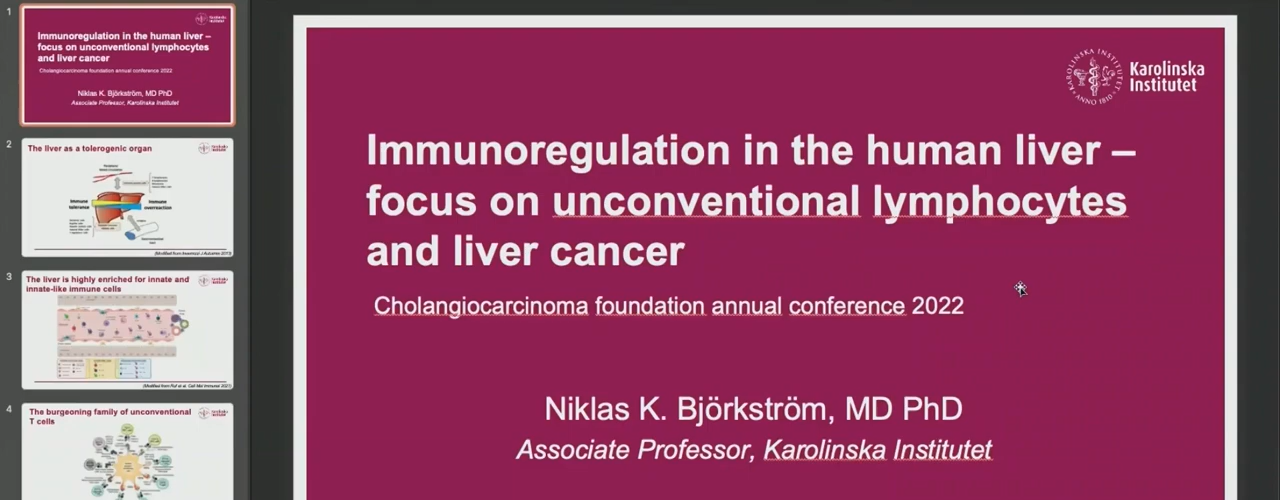 1
Immunoregulation in the human liver –
focus on unconventional lymphocytes
and liver cancer
Cholangiocarcinoma foundation annual conference 2022
Niklas K. Björkström, MD PhD
Associate Professor, Karolinska Institutet
2
The liver as a tolerogenic organ
Immune
tolerance
Immune
overreaction
3
The liver is highly enriched for innate and
innate-like immune cells
4
The burgeoning family of unconventional
T cells
KAROLINSKA INSTITUTET
ANNO 1810
Karolinska
Institutet
Immunoregulation in the human liver –
focus on unconventional lymphocytes
and liver cancer
Cholangiocarcinoma foundation annual conference 2022
Niklas K. Björkström, MD PhD
Associate Professor, Karolinska Institutet